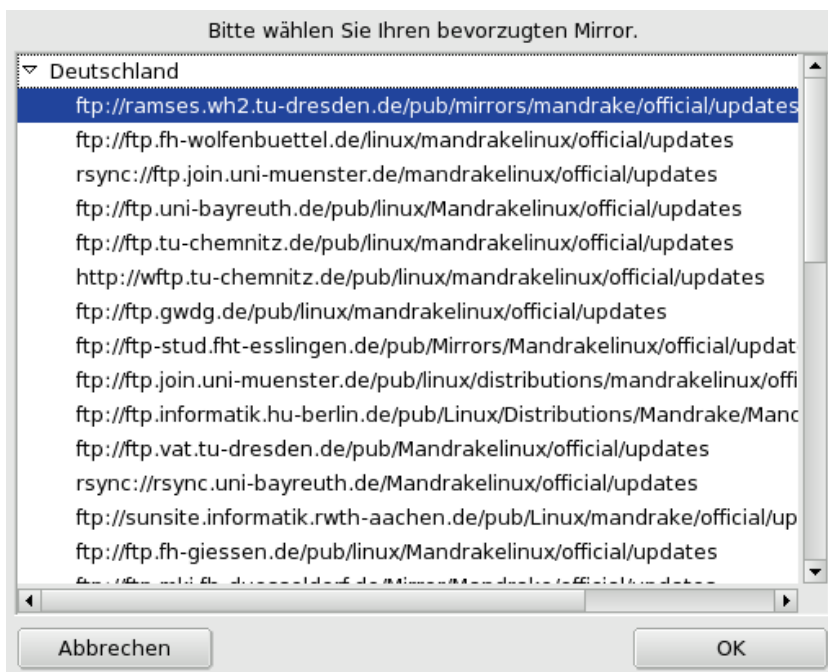 Bitte wählen Sie Ihren bevorzugten Mirror.
Deutschland
ftp://ramses.wh2.tu-dresden.de/pub/mirrors/mandrake/official/updates
ftp://ftp.fh-wolfenbuettel.de/linux/mandrakelinux/official/updates
rsync://ftp.join.uni-muenster.de/mandrakelinux/official/updates
ftp://ftp.uni-bayreuth.de/pub/linux/Mandrakelinux/official/updates
ftp://ftp.tu-chemnitz.de/pub/linux/mandrakelinux/official/updates
http://wftp.tu-chemnitz.de/pub/linux/mandrakelinux/official/updates
ftp://ftp.gwdg.de/pub/linux/mandrakelinux/official/updates
ftp://ftp-stud.fht-esslingen.de/pub/Mirrors/Mandrakelinux/official/updat
ftp://ftp.join.uni-muenster.de/pub/linux/distributions/mandrakelinux/offi
ftp://ftp.informatik.hu-berlin.de/pub/Linux/Distributions/Mandrake/Mand
ftp://ftp.vat.tu-dresden.de/pub/Mandrakelinux/official/updates
rsync://rsync.uni-bayreuth.de/Mandrakelinux/official/updates
ftp://sunsite.informatik.rwth-aachen.de/pub/Linux/mandrake/official/up
ftp://ftp.fh-giessen.de/pub/linux/Mandrakelinux/official/updates
Abbrechen
OK